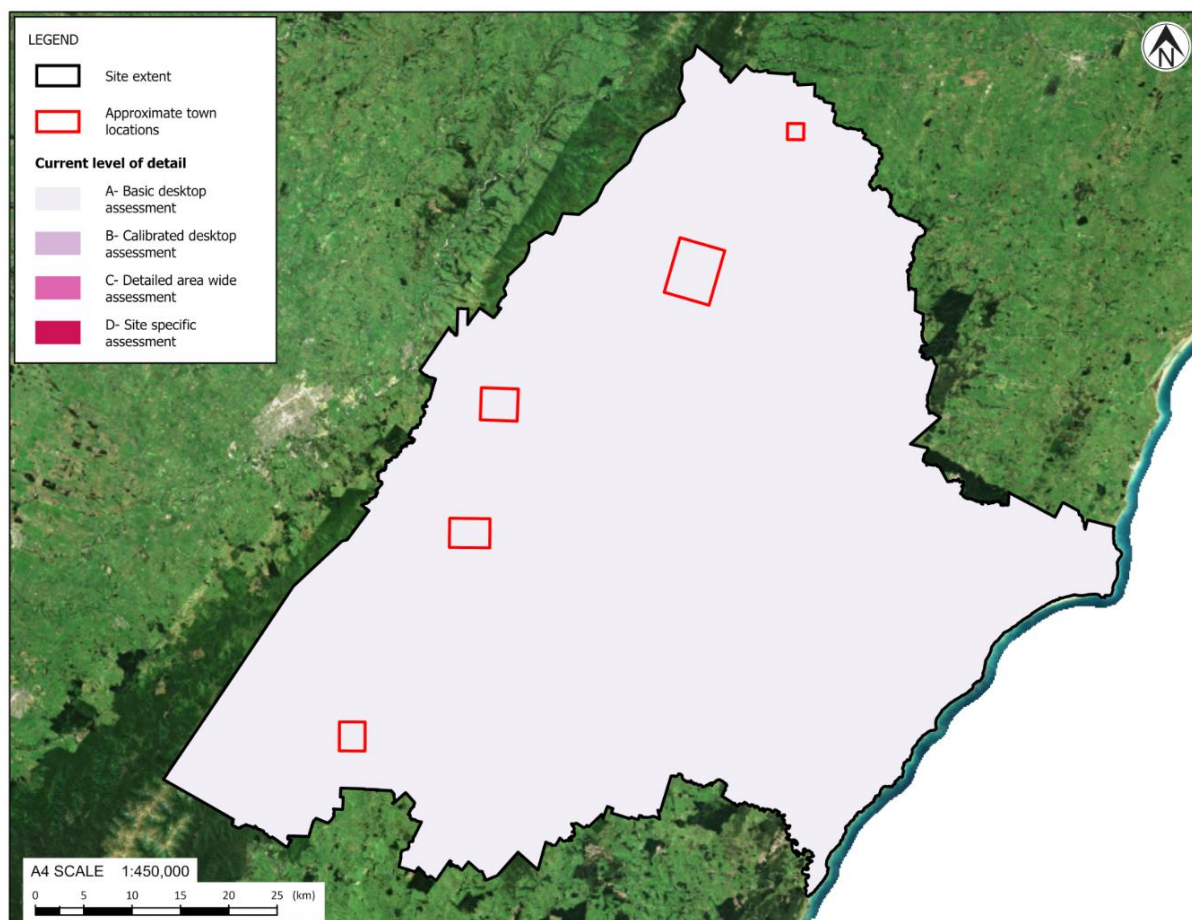 LEGEND
Site extent
Approximate town
locations
Current level of detail
A- Basic desktop
assessment
B- Calibrated desktop
assessment
C- Detailed area wide
assessment
D- Site specific
assessment
N
A4 SCALE 1:450,000
0 5 10 15 20 25 (km)